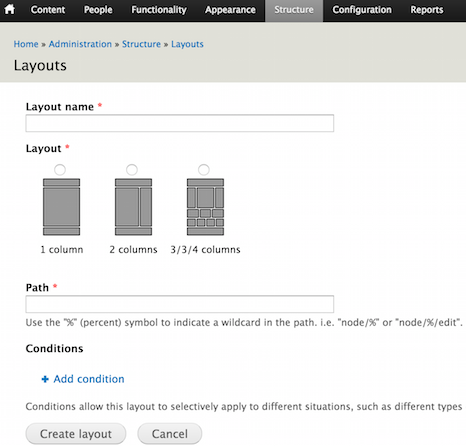 Content People Functionality Appearance Structure Configuration Reports
Home » Administration » Structure » Layouts
Layouts
Layout name *
Layout *
1 column 2 columns 3/3/4 columns
Path *
Use the "%" (percent) symbol to indicate a wildcard in the path. i.e. "node/%" or "node/%/edit".
Conditions
+ Add condition
Conditions allow this layout to selectively apply to different situations, such as different types
Create layout Cancel